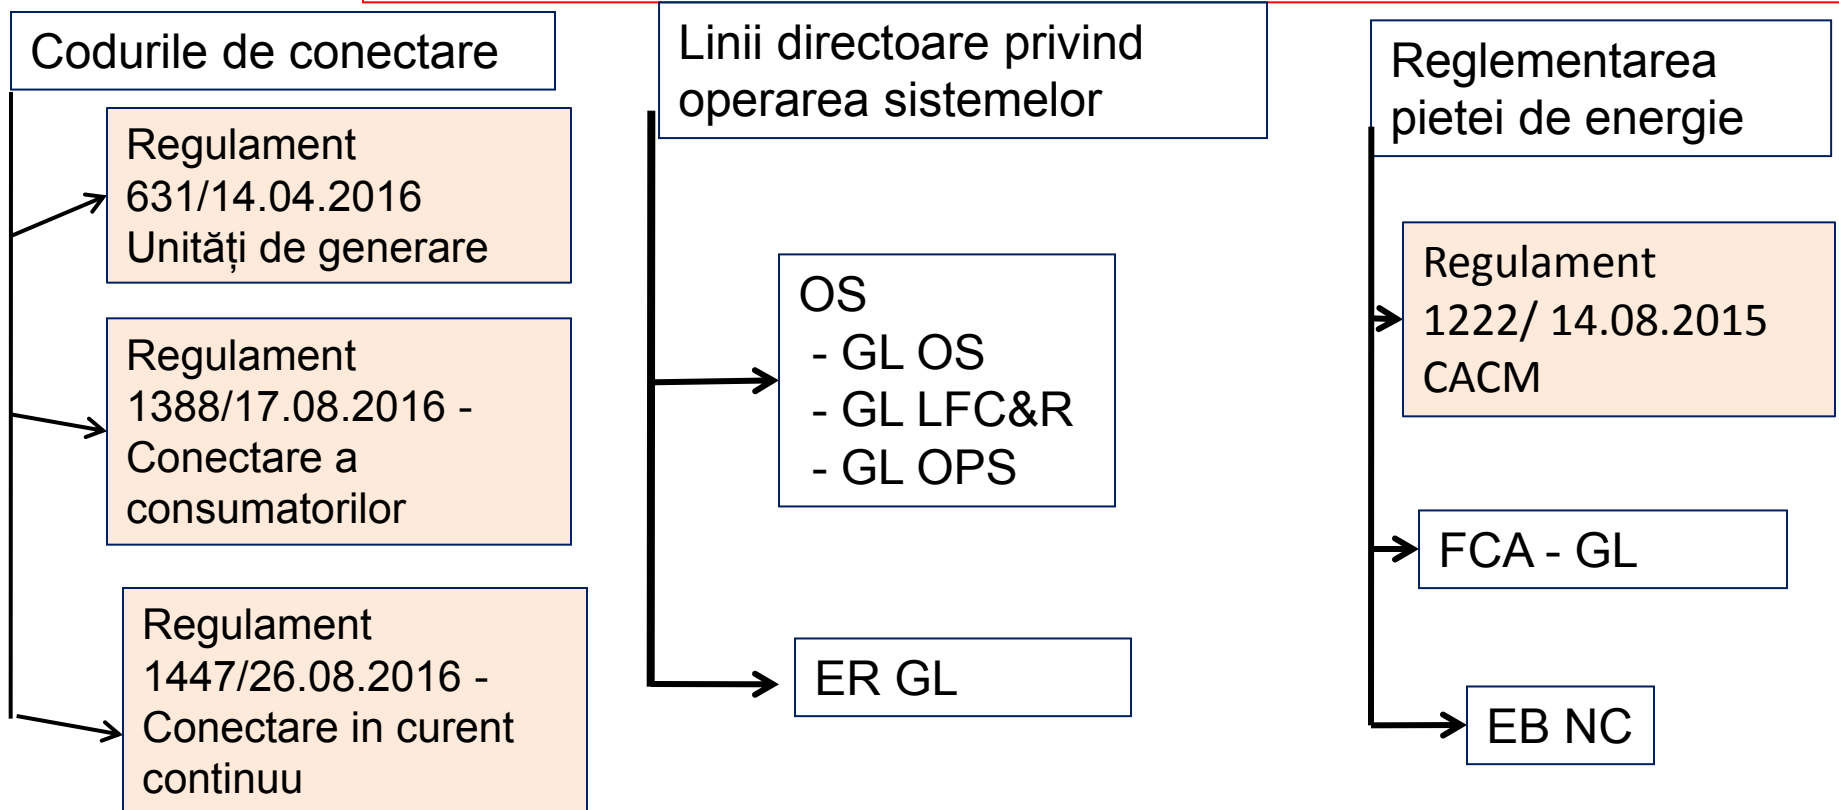 Codurile de conectare
Regulament
631/14.04.2016
Unități de generare
Regulament
1388/17.08.2016 -
Conectare a
consumatorilor
Regulament
1447/26.08.2016 -
Conectare in curent
continuu
Linii directoare privind
operarea sistemelor
OS
- GL OS
- GL LFC&R
- GL OPS
ER GL
Reglementarea
pietei de energie
Regulament
1222/ 14.08.2015
CACM
FCA - GL
EB NC